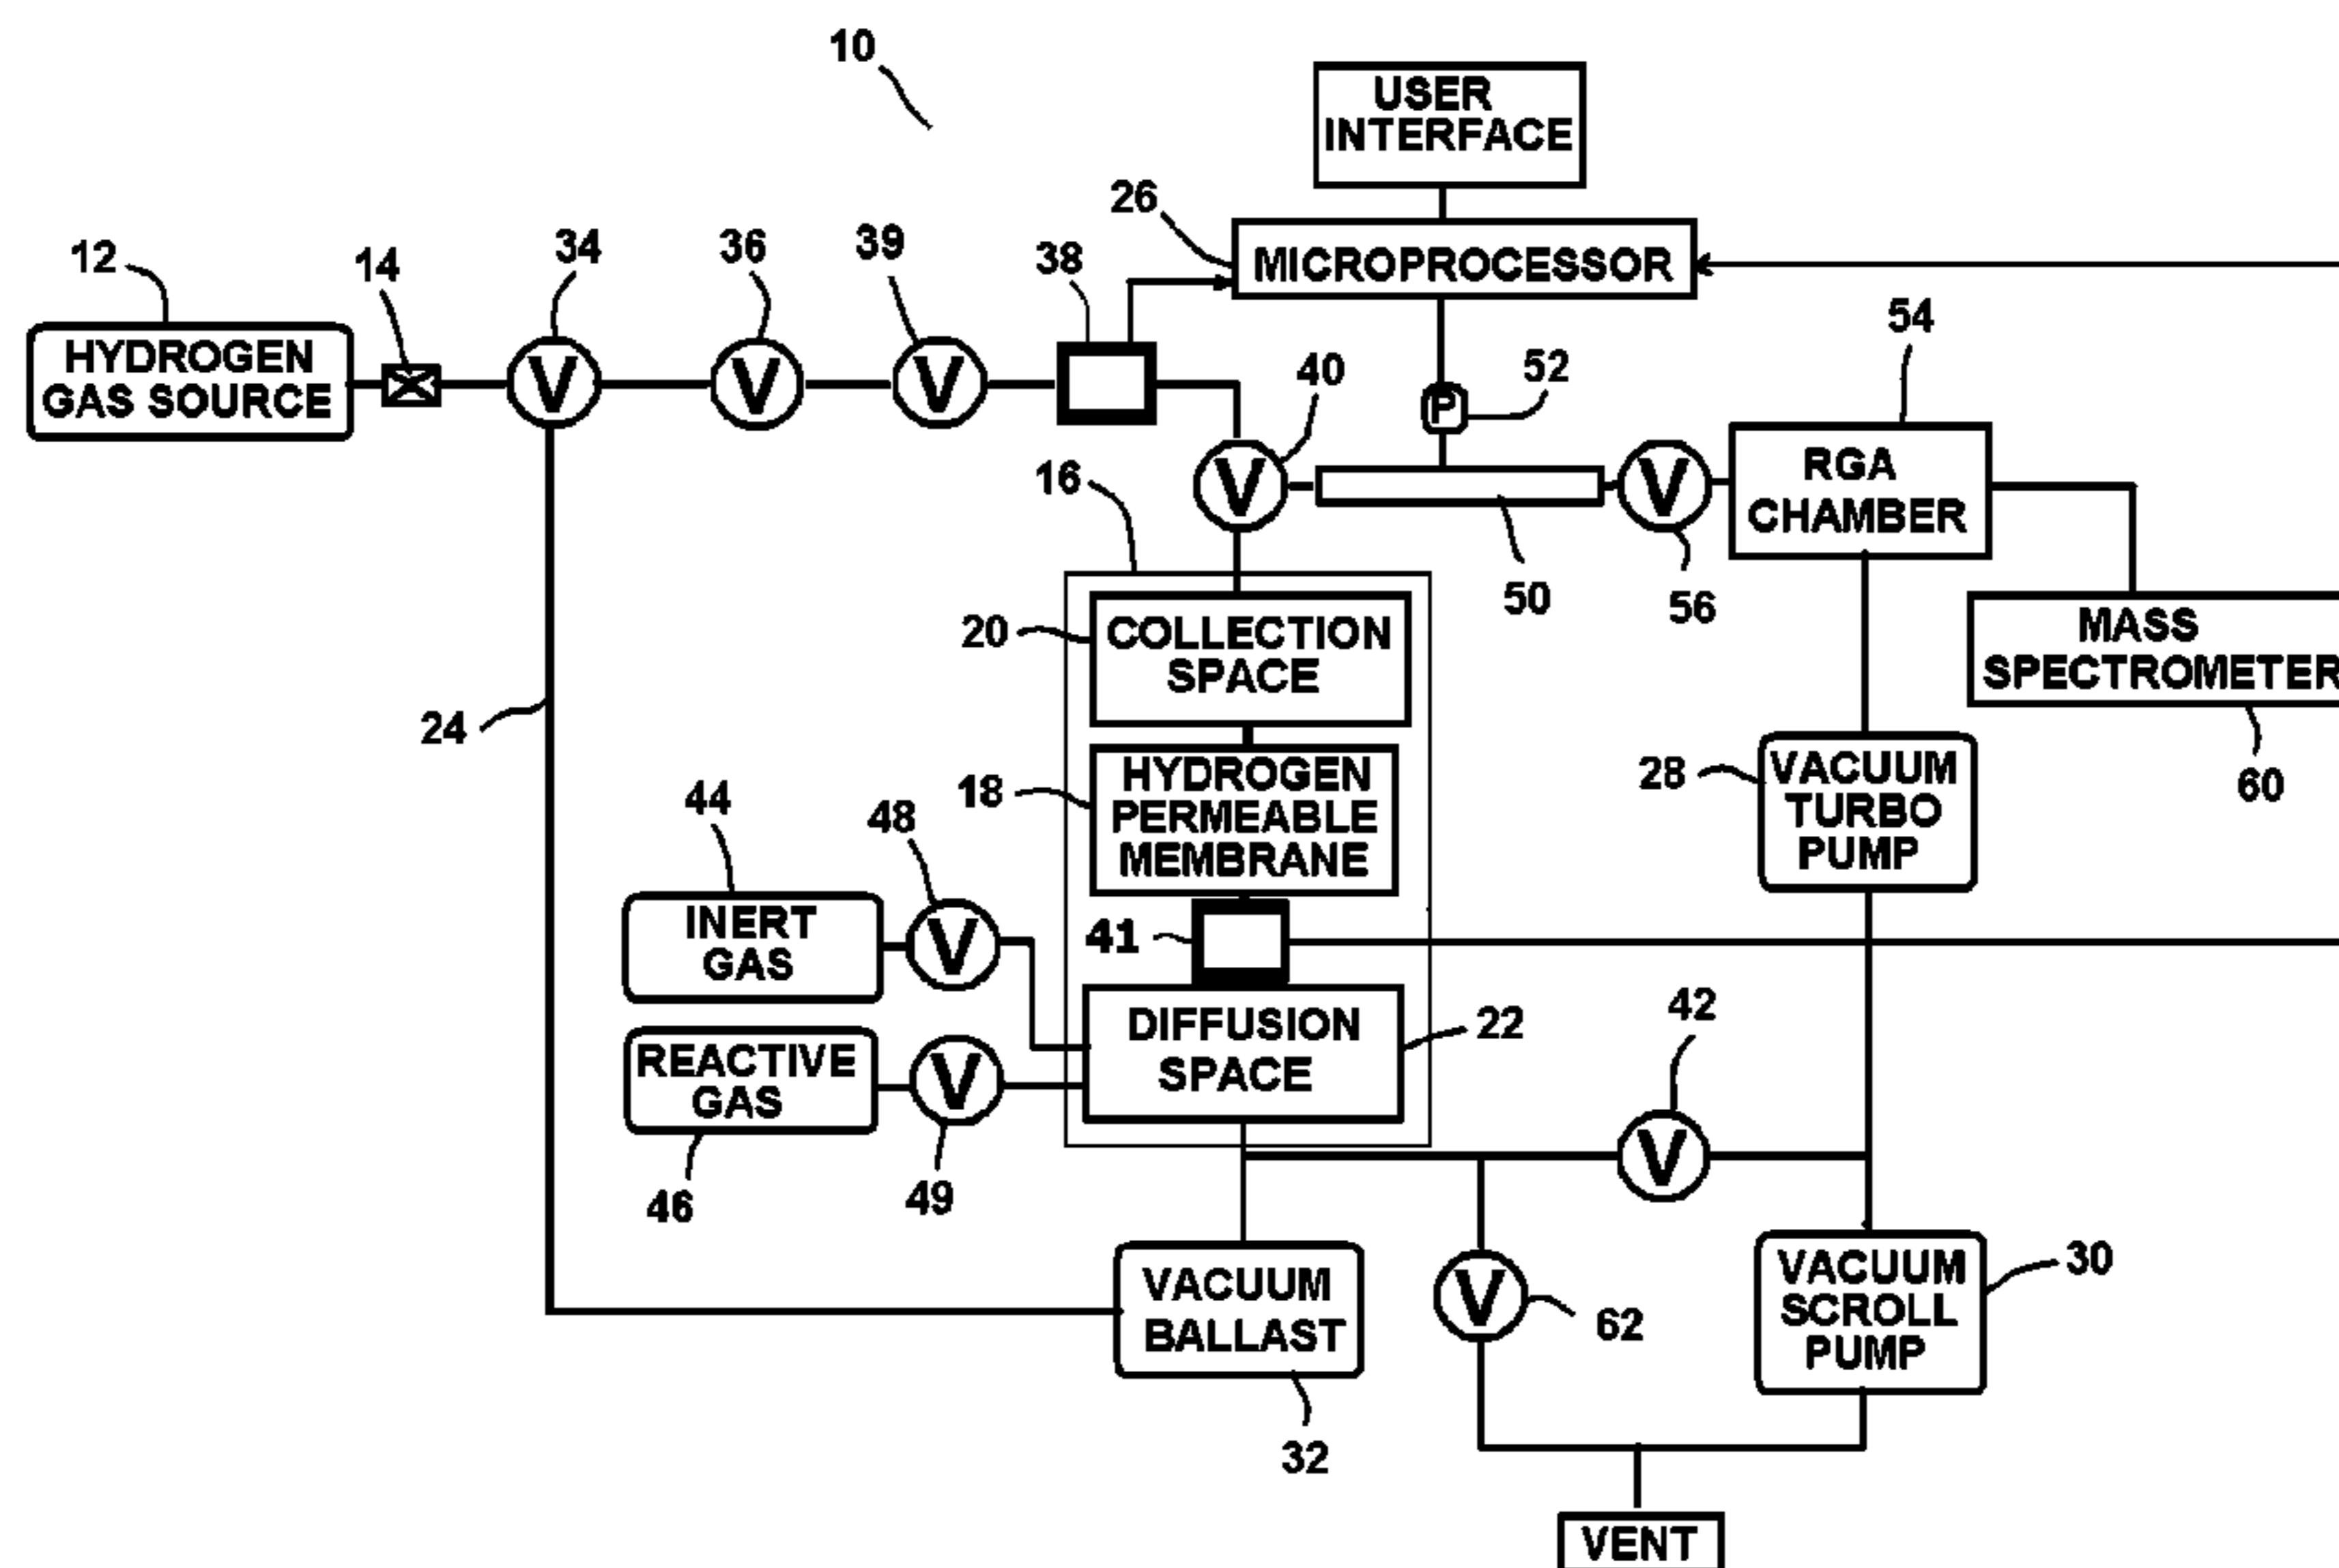 10
USER
INTERFACE
26
MICROPROCESSOR
12
14
34
36
39
38
HYDROGEN
GAS SOURCE
V
V
V
40
P
52
54
16
V
V
RGA
CHAMBER
50
56
20
COLLECTION
SPACE
MASS
SPECTROMETER
60
24
18
HYDROGEN
PERMEABLE
MEMBRANE
28
VACUUM
TURBO
PUMP
44
48
INERT
GAS
V
41
42
REACTIVE
GAS
V
46
49
DIFFUSION
SPACE
22
V
VACUUM
BALLAST
32
V
62
VACUUM
SCROLL
PUMP
30
VENT